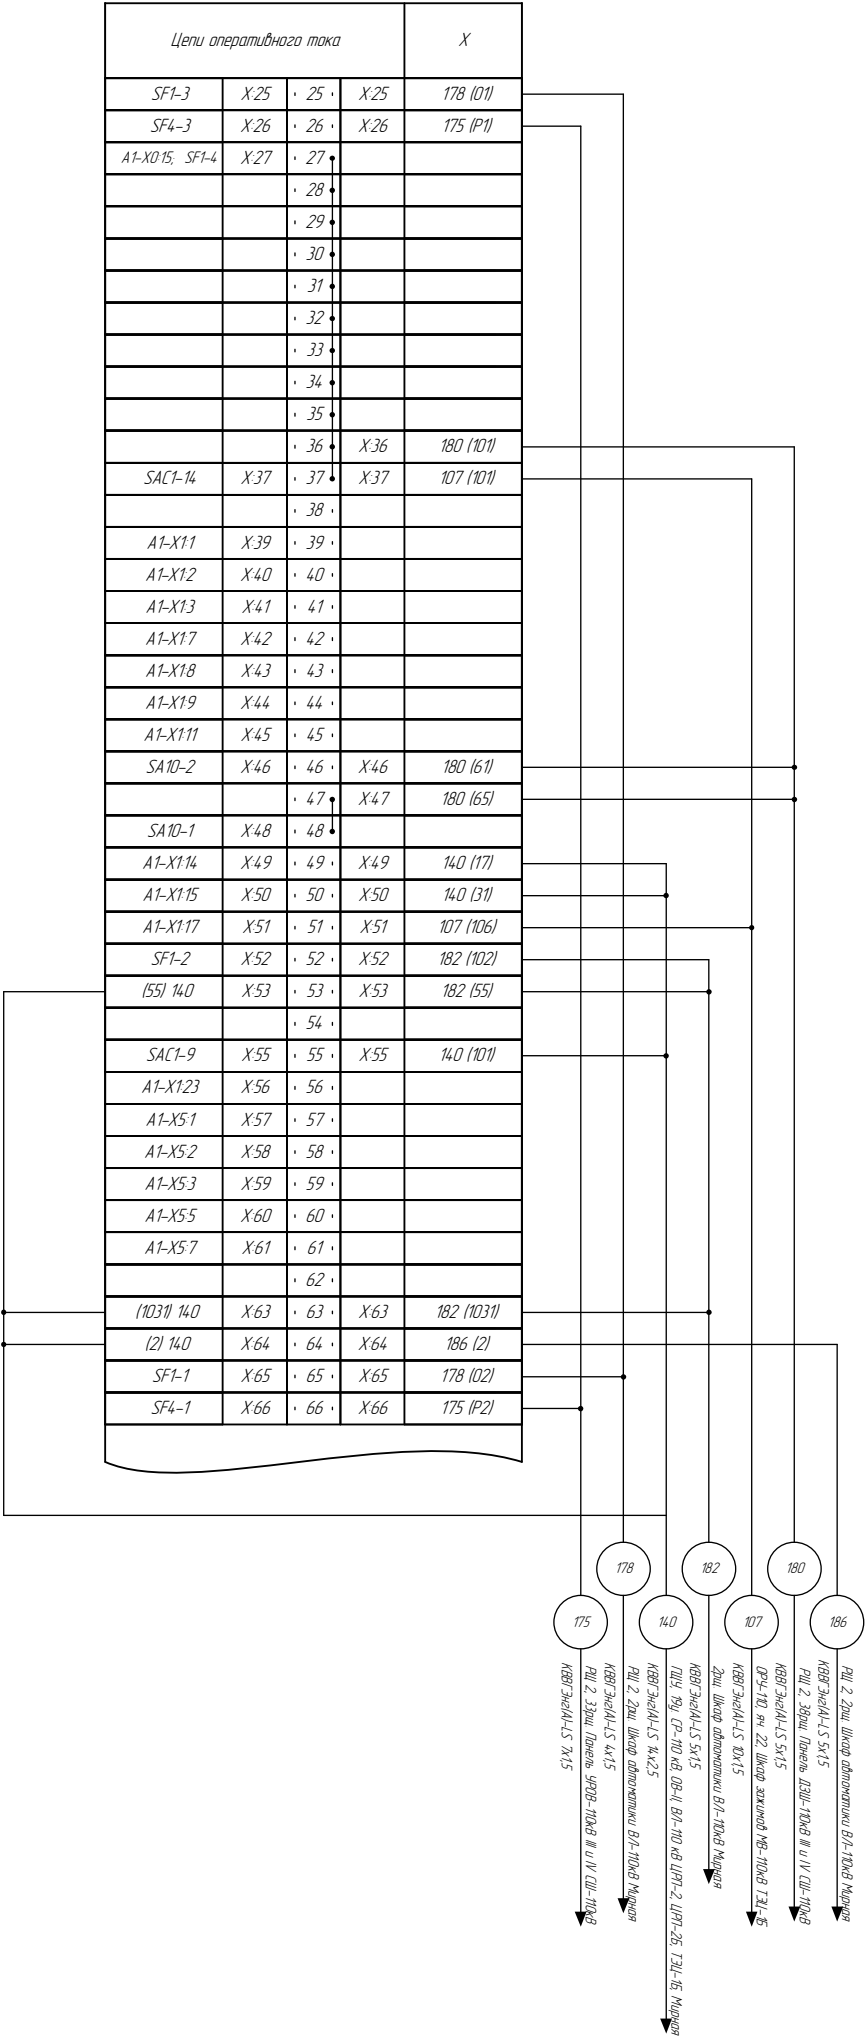 Цепи оперативного тока X
SF1-3 X:25 25 X:25 178 (01)
SF4-3 X:26 26 X:26 175 (P1)
A1-X0:15; SF1-4 X:27 27
28
29
30
31
32
33
34
35
36 X:36 180 (101)
SAC1-14 X:37 37 X:37 107 (101)
38
A1-X1:1 X:39 39
A1-X1:2 X:40 40
A1-X1:3 X:41 41
A1-X1:7 X:42 42
A1-X1:8 X:43 43
A1-X1:9 X:44 44
A1-X1:11 X:45 45
SA10-2 X:46 46 X:46 180 (61)
47 X:47 180 (65)
SA10-1 X:48 48
A1-X1:14 X:49 49 X:49 140 (17)
A1-X1:15 X:50 50 X:50 140 (31)
A1-X1:17 X:51 51 X:51 107 (106)
SF1-2 X:52 52 X:52 182 (102)
(55) 140 X:53 53 X:53 182 (55)
54
SAC1-9 X:55 55 X:55 140 (101)
A1-X1:23 X:56 56
A1-X5:1 X:57 57
A1-X5:2 X:58 58
A1-X5:3 X:59 59
A1-X5:5 X:60 60
A1-X5:7 X:61 61
62
(1031) 140 X:63 63 X:63 182 (1031)
(2) 140 X:64 64 X:64 186 (2)
SF1-1 X:65 65 X:65 178 (02)
SF4-1 X:66 66 X:66 175 (P2)
178 182 180
175 140 107 186
РЩ 2, 33рщ Панель УРОВ-110кВ III и IV СШ-110кВ
КВВГЭнг(А)-LS 7x1,5
РЩ 2, 2рщ Шкаф автоматики ВЛ-110кВ Мирная
КВВГЭнг(А)-LS 4x1,5
ГЩУ, 19у СР-110 кВ, ОВ-II, ВЛ-110 кВ ЦРП-2, ЦРП-2Б, ТЭЦ-1Б, Мирная
КВВГЭнг(А)-LS 14x2,5
2рщ Шкаф автоматики ВЛ-110кВ Мирная
КВВГЭнг(А)-LS 5x1,5
ОРУ-110, яч. 22, Шкаф зажимов МВ-110кВ ТЭЦ-1Б
КВВГЭнг(А)-LS 10x1,5
РЩ 2, 38рщ Панель ДЗШ-110кВ III и IV СШ-110кВ
КВВГЭнг(А)-LS 5x1,5
РЩ 2, 2рщ Шкаф автоматики ВЛ-110кВ Мирная
КВВГЭнг(А)-LS 5x1,5